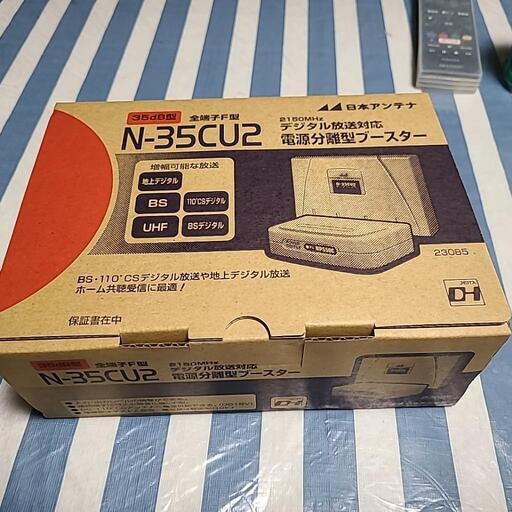 35dB型 全端子F型
N-35CU2
日本アンテナ
2150MHz
デジタル放送対応
電源分離型ブースター
増幅可能な放送
地上デジタル
BS 110°CSデジタル
UHF BSデジタル
N-35CU2
23085
BS・110°CSデジタル放送や地上デジタル放送
ホーム共聴受信に最適！
保証書在中
JEITA
DH
35dB型 全端子F型
N-35CU2
2150MHz
デジタル放送対応
電源分離型ブースター
DH